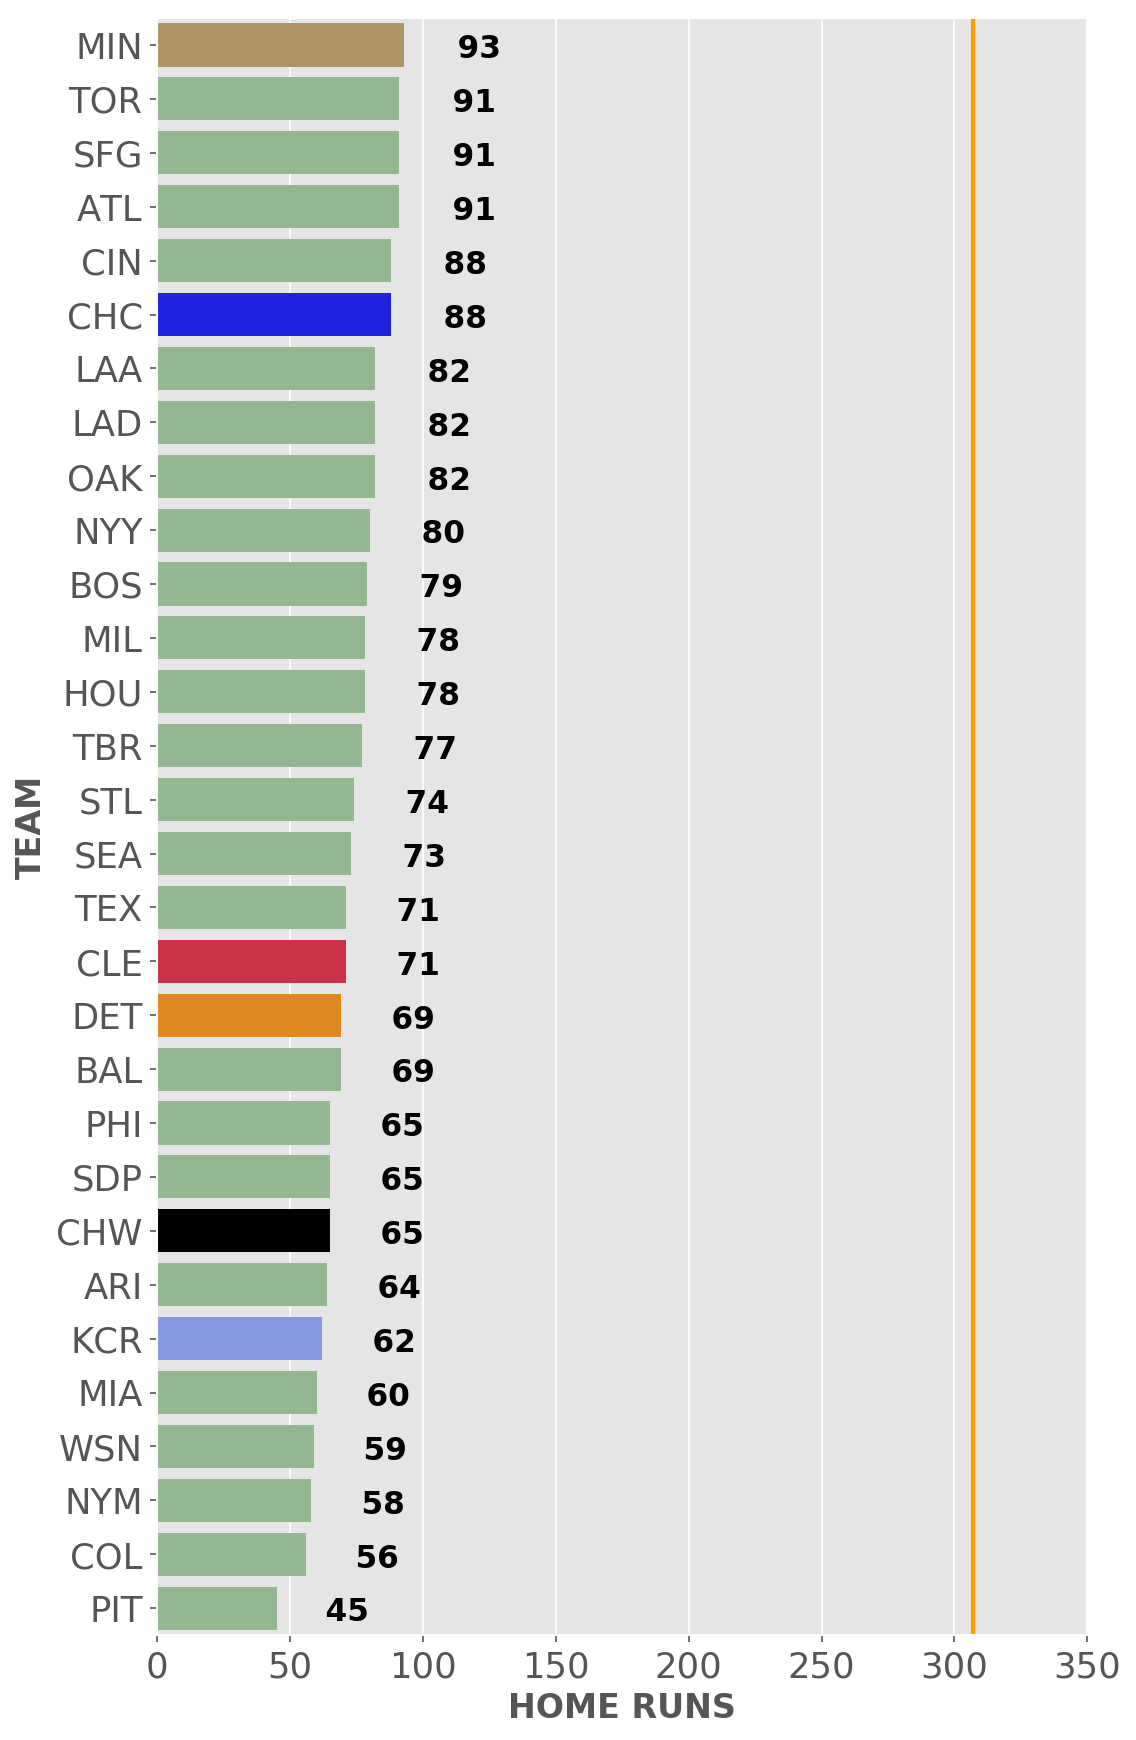 MIN 93
TOR 91
SFG 91
ATL 91
CIN 88
CHC 88
LAA 82
LAD 82
OAK 82
NYY 80
BOS 79
MIL 78
HOU 78
TBR 77
STL 74
SEA 73
TEX 71
CLE 71
DET 69
BAL 69
PHI 65
SDP 65
CHW 65
ARI 64
KCR 62
MIA 60
WSN 59
NYM 58
COL 56
PIT 45
TEAM
0 50 100 150 200 250 300 350
HOME RUNS